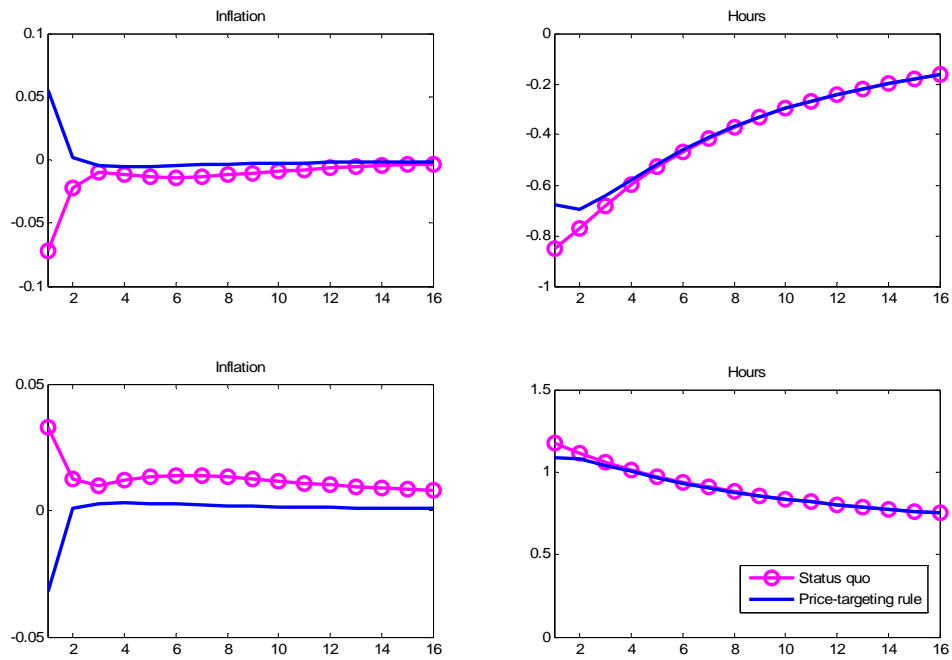 Inflation
Hours
0.1
0.05
0
-0.05
-0.1
2 4 6 8 10 12 14 16
0
-0.2
-0.4
-0.6
-0.8
-1
2 4 6 8 10 12 14 16
Inflation
Hours
0.05
0
-0.05
2 4 6 8 10 12 14 16
1.5
1
0.5
0
2 4 6 8 10 12 14 16
Status quo
Price-targeting rule